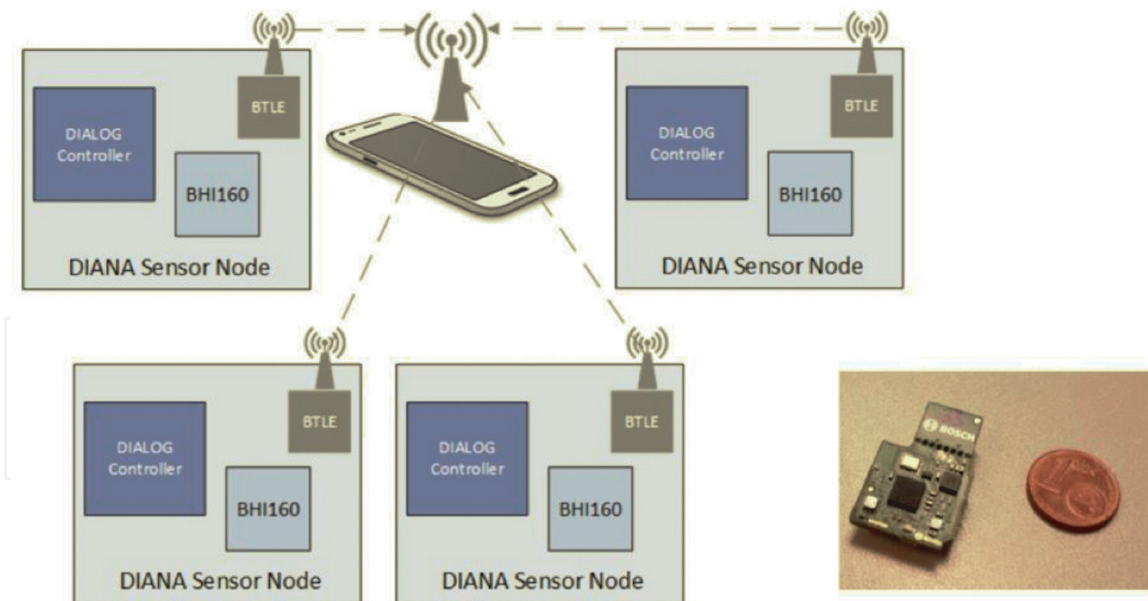 BTLE
DIALOG
Controller
BHI160
DIANA Sensor Node
BTLE
DIALOG
Controller
BHI160
DIANA Sensor Node
BTLE
DIALOG
Controller
BHI160
DIANA Sensor Node
BTLE
DIALOG
Controller
BHI160
DIANA Sensor Node
BOSCH
1